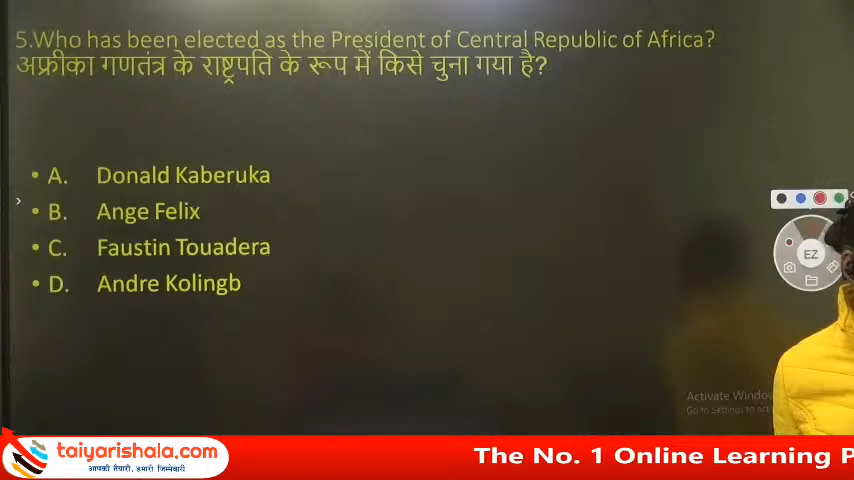 5.Who has been elected as the President of Central Republic of Africa?
अफ्रीका गणतंत्र के राष्ट्रपति के रूप में किसे चुना गया है?
• A. Donald Kaberuka
• B. Ange Felix
• C. Faustin Touadera
• D. Andre Kolingb
EZ
Activate Window
Go to Settings to act
taiyarishala.com
आपकी तैयारी, हमारी जिम्मेदारी
The No. 1 Online Learning P